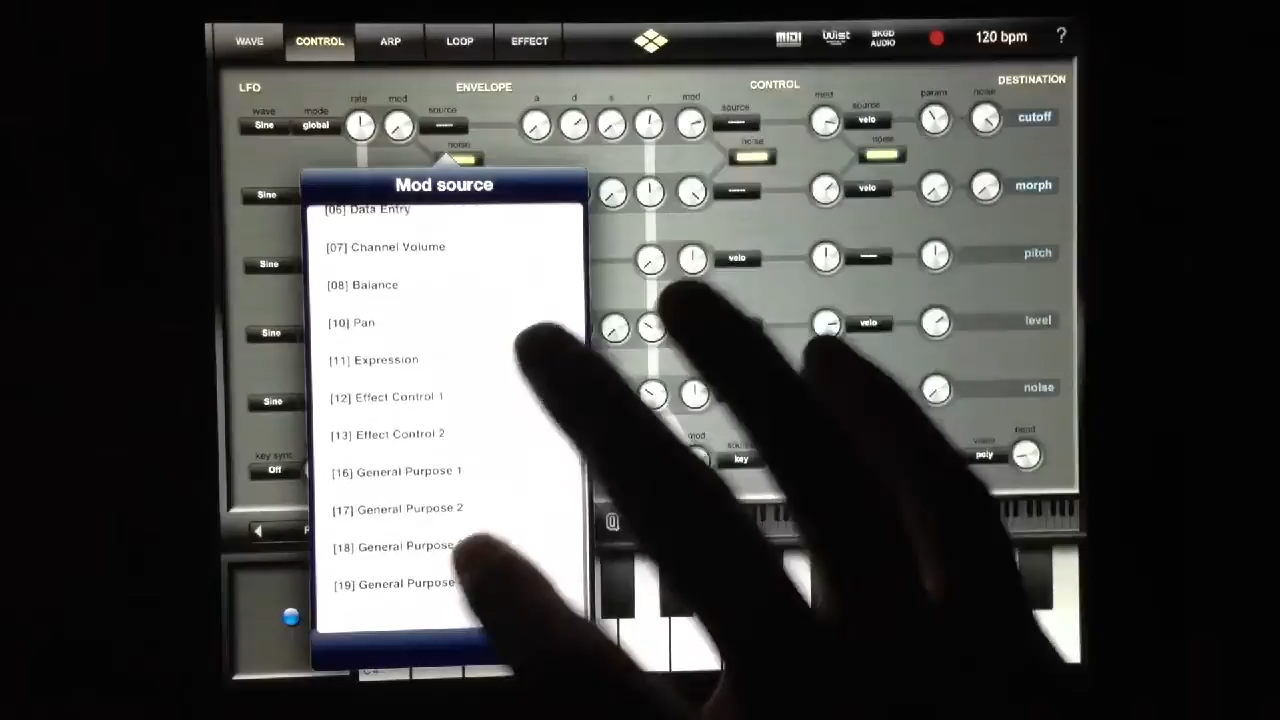 WAVE CONTROL ARP LOOP EFFECT MIDI WIST BKGD AUDIO 120 bpm ?
LFO ENVELOPE CONTROL DESTINATION
wave mode rate mod source a d s r mod source mod source param noise
Sine global ---- ---- velo cutoff
noise noise noise
Sine ---- velo morph
Sine velo ---- pitch
Sine velo level
Sine noise
key sync mod key voice bend
Off poly
Mod source
[06] Data Entry
[07] Channel Volume
[08] Balance
[10] Pan
[11] Expression
[12] Effect Control 1
[13] Effect Control 2
[16] General Purpose 1
[17] General Purpose 2
[18] General Purpose
[19] General Purpose